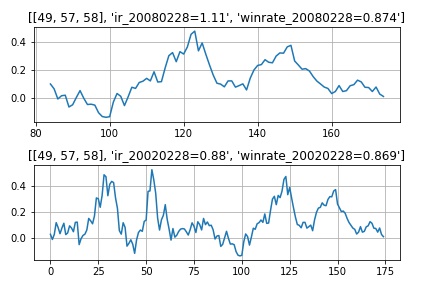 [[49, 57, 58], 'ir_20080228=1.11', 'winrate_20080228=0.874']
0.4
0.2
0.0
80 100 120 140 160
[[49, 57, 58], 'ir_20020228=0.88', 'winrate_20020228=0.869']
0.4
0.2
0.0
0 25 50 75 100 125 150 175